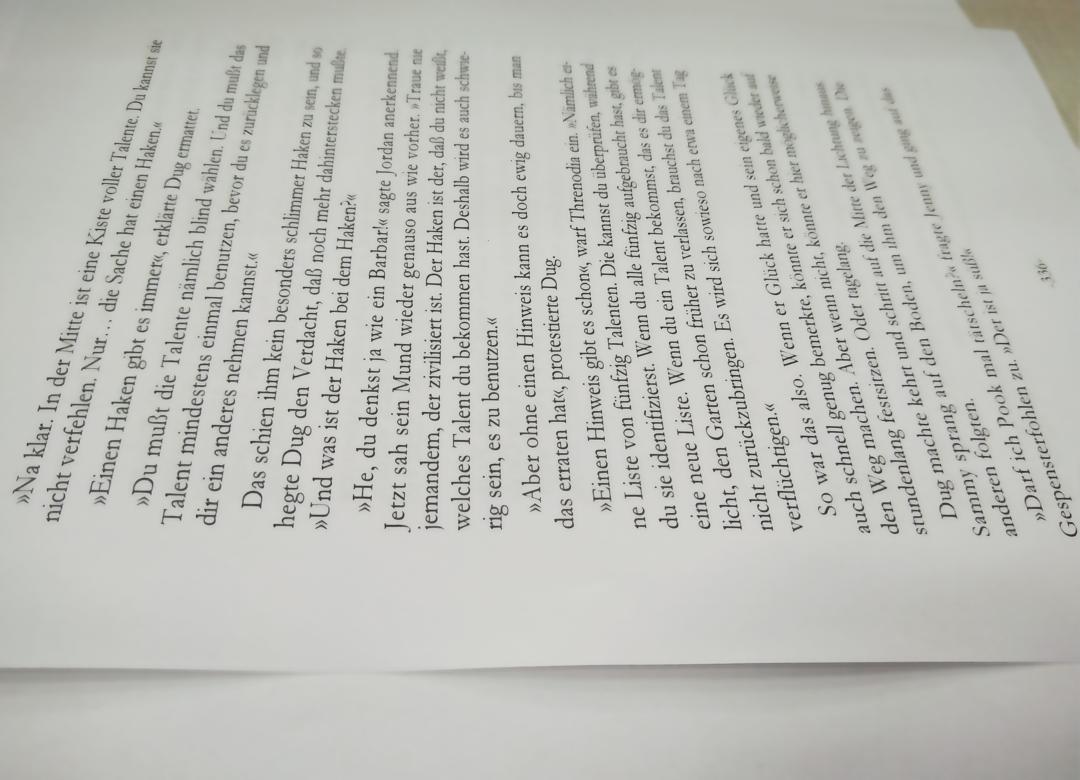 »Na klar. In der Mitte ist eine Kiste voller Talente. Du kannst sie
nicht verfehlen. Nur… die Sache hat einen Haken.«
»Einen Haken gibt es immer«, erklärte Dug ermattet.
»Du mußt die Talente nämlich blind wählen. Und du mußt das
Talent mindestens einmal benutzen, bevor du es zurücklegen und
dir ein anderes nehmen kannst.«
Das schien ihm kein besonders schlimmer Haken zu sein, und so
hegte Dug den Verdacht, daß noch mehr dahinterstecken mußte.
»Und was ist der Haken bei dem Haken?«
»He, du denkst ja wie ein Barbar!« sagte Jordan anerkennend.
Jetzt sah sein Mund wieder genauso aus wie vorher. »Traue nie
jemandem, der zivilisiert ist. Der Haken ist der, daß du nicht weißt,
welches Talent du bekommen hast. Deshalb wird es auch schwie-
rig sein, es zu benutzen.«
»Aber ohne einen Hinweis kann es doch ewig dauern, bis man
das erraten hat«, protestierte Dug.
»Einen Hinweis gibt es schon«, warf Threnodia ein. »Nämlich ei-
ne Liste von fünfzig Talenten. Die kannst du überprüfen, während
du sie identifizierst. Wenn du alle fünfzig aufgebraucht hast, gibt es
eine neue Liste. Wenn du ein Talent bekommst, das es dir ermög-
licht, den Garten schon früher zu verlassen, brauchst du das Talent
nicht zurückzubringen. Es wird sich sowieso nach etwa einem Tag
verflüchtigen.«
So war das also. Wenn er Glück hatte und sein eigenes Glück
auch schnell genug bemerkte, könnte er sich schon bald wieder auf
den Weg machen. Aber wenn nicht, könnte er hier möglicherweise
stundenlang festsitzen. Oder tagelang.
Dug machte kehrt und schritt auf die Mitte der Lichtung hinaus.
Sammy sprang auf den Boden, um ihm den Weg zu zeigen. Die
anderen folgten.
»Darf ich Pook mal tätscheln?« fragte Jenny und ging auf das
Gespensterfohlen zu. »Der ist ja süß!«
-336-